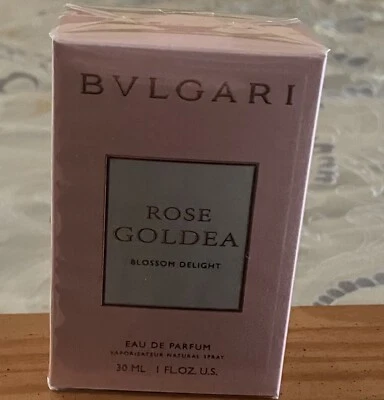 BVLGARI
ROSE
GOLDEA
BLOSSOM DELIGHT
EAU DE PARFUM
VAPORISATEUR NATURAL SPRAY
30 ML 1 FL.OZ. U.S.